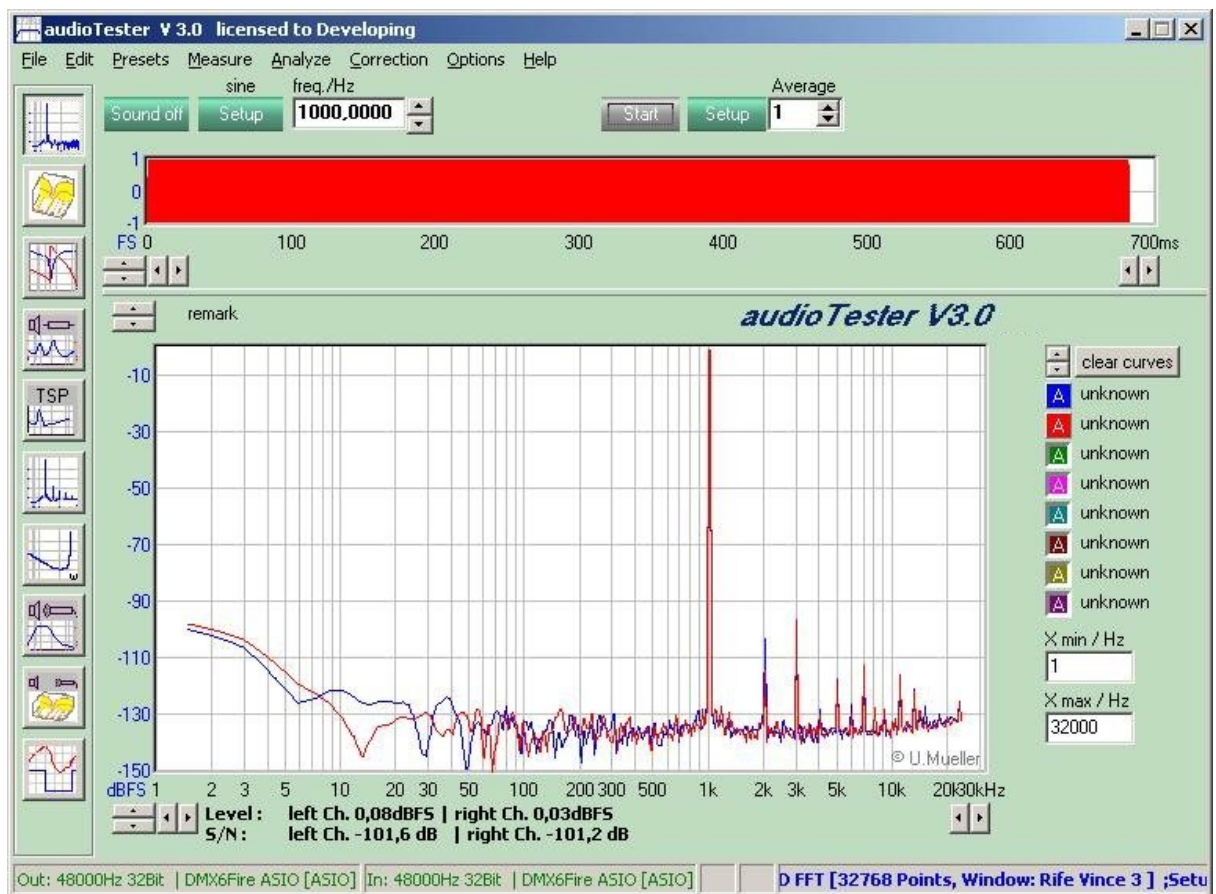 audioTester V 3.0 licensed to Developing
File Edit Presets Measure Analyze Correction Options Help
sine freq./Hz Average
Sound off Setup 1000,0000 Start Setup 1
1
0
-1
FS 0 100 200 300 400 500 600 700ms
remark audioTester V3.0
clear curves
A unknown
A unknown
A unknown
A unknown
A unknown
A unknown
A unknown
A unknown
X min / Hz
1
X max / Hz
32000
TSP
ω
-10
-30
-50
-70
-90
-110
-130
-150
© U.Mueller
dBFS 1 2 3 5 10 20 30 50 100 200 300 500 1k 2k 3k 5k 10k 20k30kHz
Level : left Ch. 0,08dBFS | right Ch. 0,03dBFS
S/N : left Ch. -101,6 dB | right Ch. -101,2 dB
Out: 48000Hz 32Bit | DMX6Fire ASIO [ASIO] In: 48000Hz 32Bit | DMX6Fire ASIO [ASIO] D FFT [32768 Points, Window: Rife Vince 3 ] ;Setu